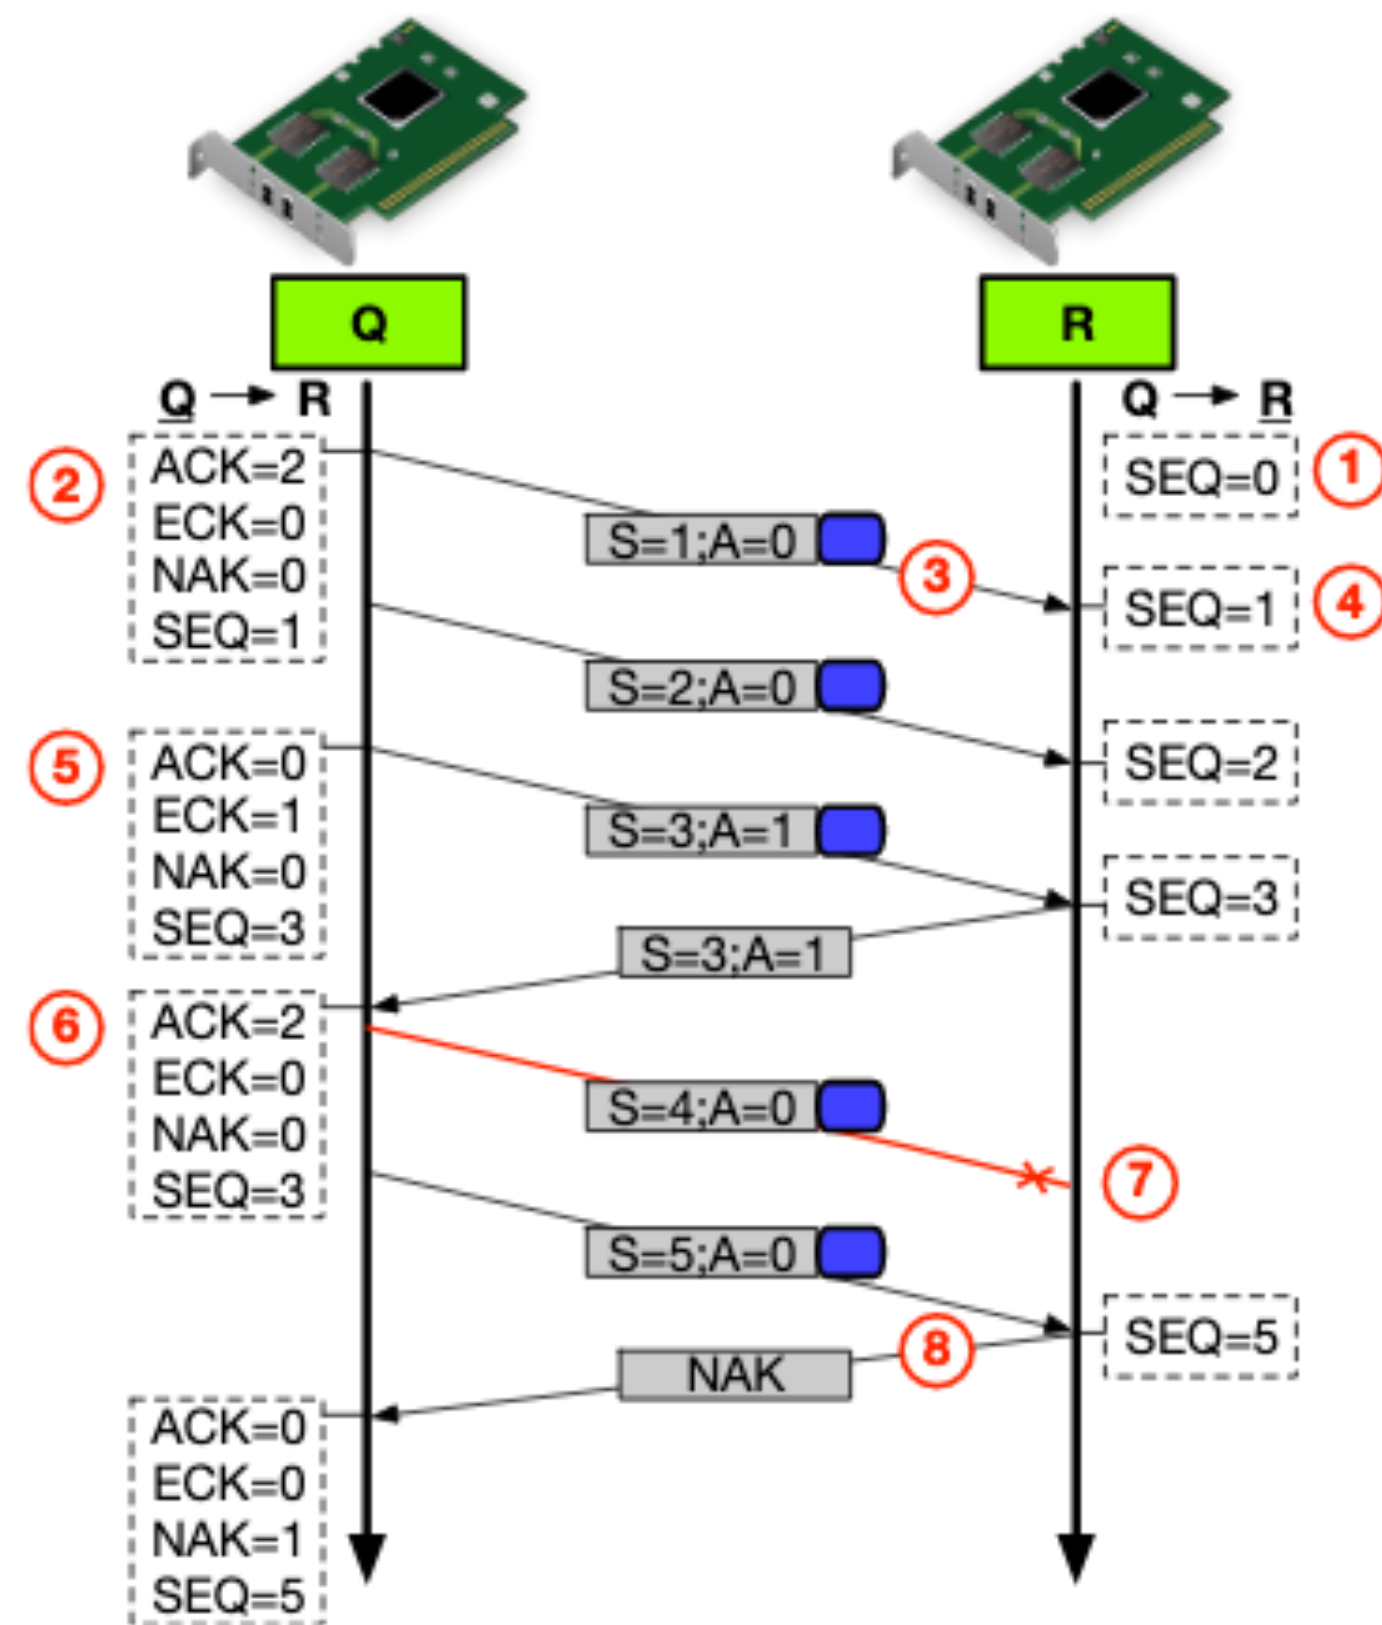 Q
R
Q → R
Q → R
2
ACK=2
ECK=0
NAK=0
SEQ=1
SEQ=0
1
S=1;A=0
3
SEQ=1
4
S=2;A=0
SEQ=2
5
ACK=0
ECK=1
NAK=0
SEQ=3
S=3;A=1
SEQ=3
S=3;A=1
6
ACK=2
ECK=0
NAK=0
SEQ=3
S=4;A=0
7
S=5;A=0
SEQ=5
8
NAK
ACK=0
ECK=0
NAK=1
SEQ=5